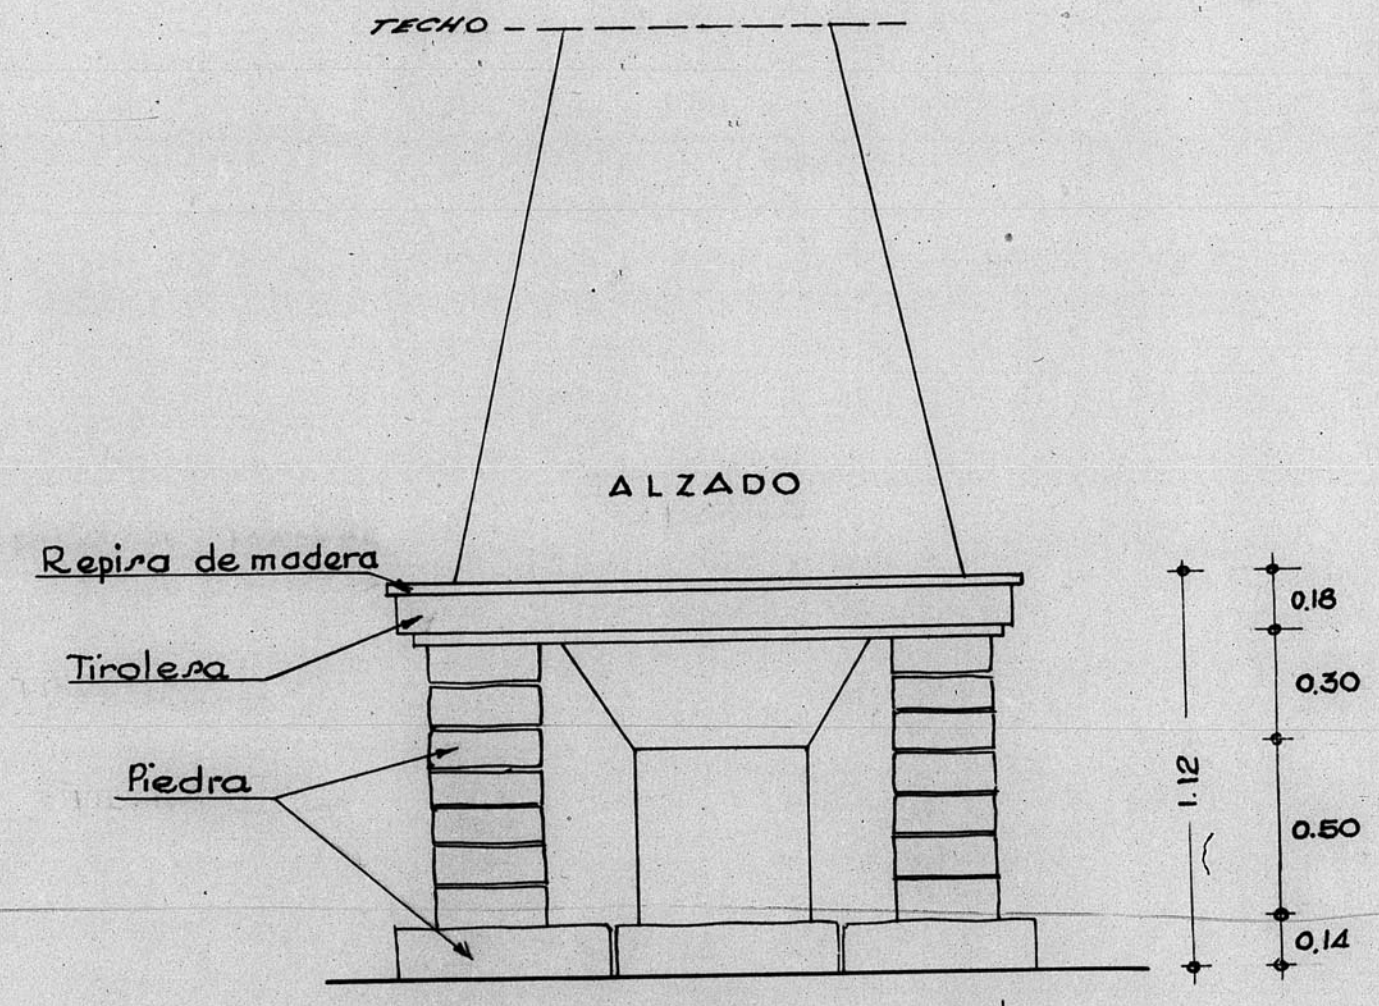 TECHO
ALZADO
Repisa de madera
Tirolesa
Piedra
0.18
0.30
1.12
0.50
0.14